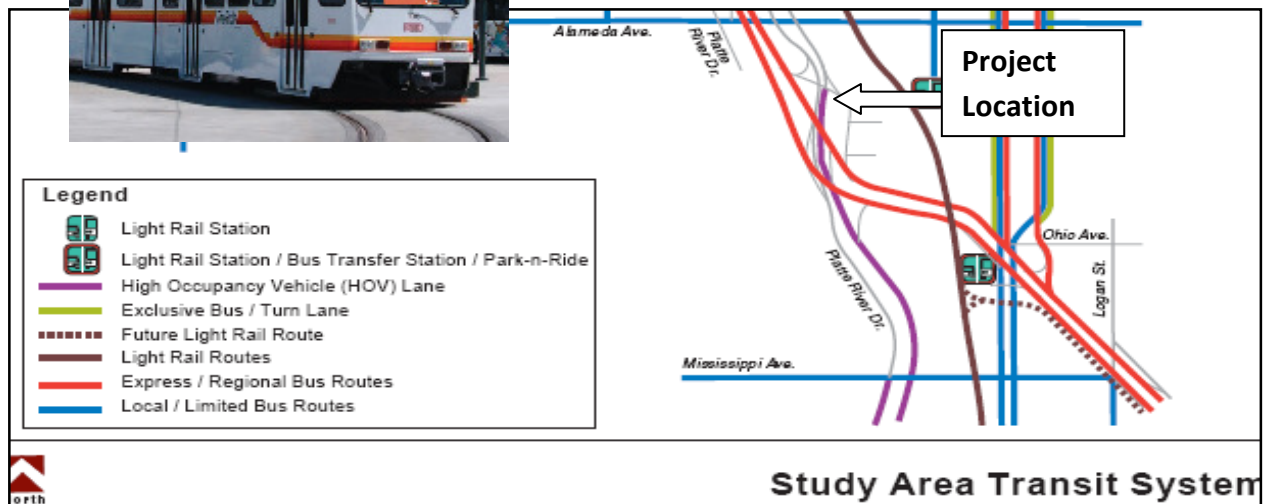 Alameda Ave.
Platte
River Dr.
Project
Location
Legend
Light Rail Station
Light Rail Station / Bus Transfer Station / Park-n-Ride
High Occupancy Vehicle (HOV) Lane
Exclusive Bus / Turn Lane
Future Light Rail Route
Light Rail Routes
Express / Regional Bus Routes
Local / Limited Bus Routes
Ohio Ave.
Platte River Dr.
Logan St.
Mississippi Ave.
orth
Study Area Transit System